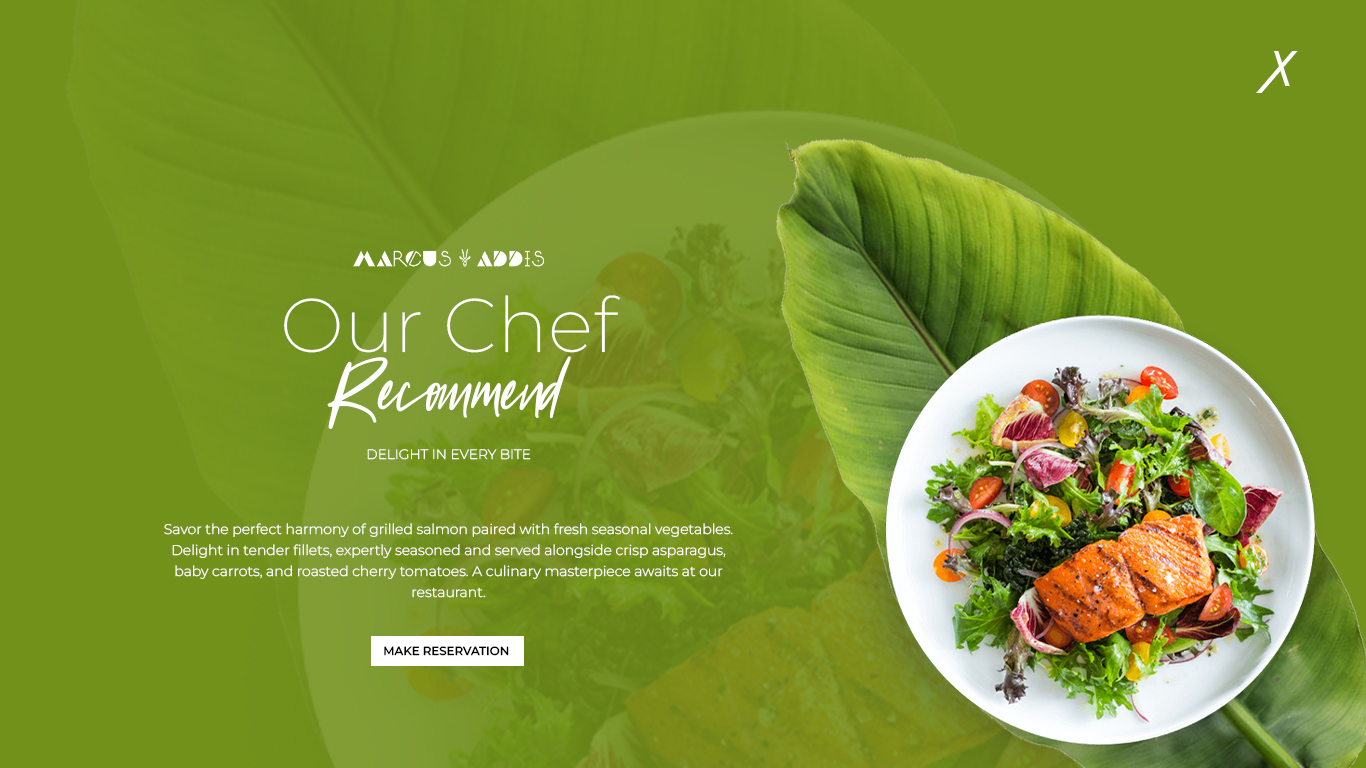 X
MARCUS ADDIS
Our Chef
Recommend
DELIGHT IN EVERY BITE
Savor the perfect harmony of grilled salmon paired with fresh seasonal vegetables.
Delight in tender fillets, expertly seasoned and served alongside crisp asparagus,
baby carrots, and roasted cherry tomatoes. A culinary masterpiece awaits at our
restaurant.
MAKE RESERVATION